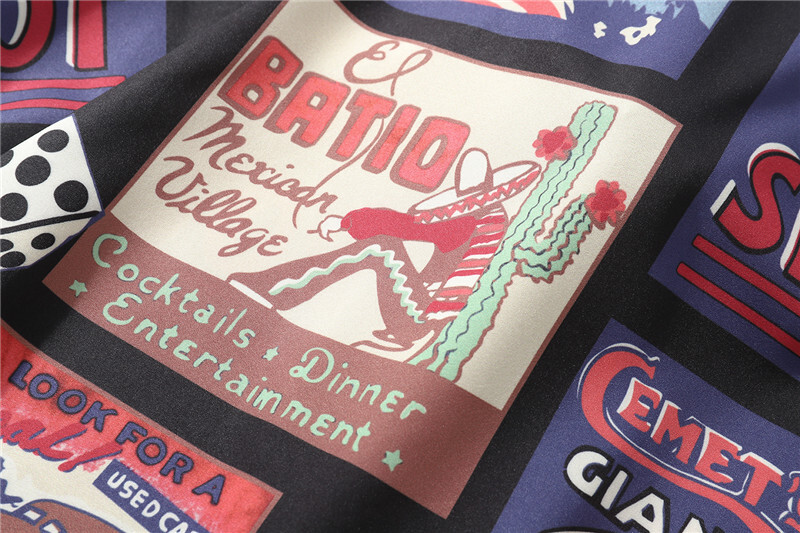 El
BATIO
Mexican
Village
Cocktails ★ Dinner
★ Entertainment ★
LOOK FOR A
USED CA
CEMET
GIAN